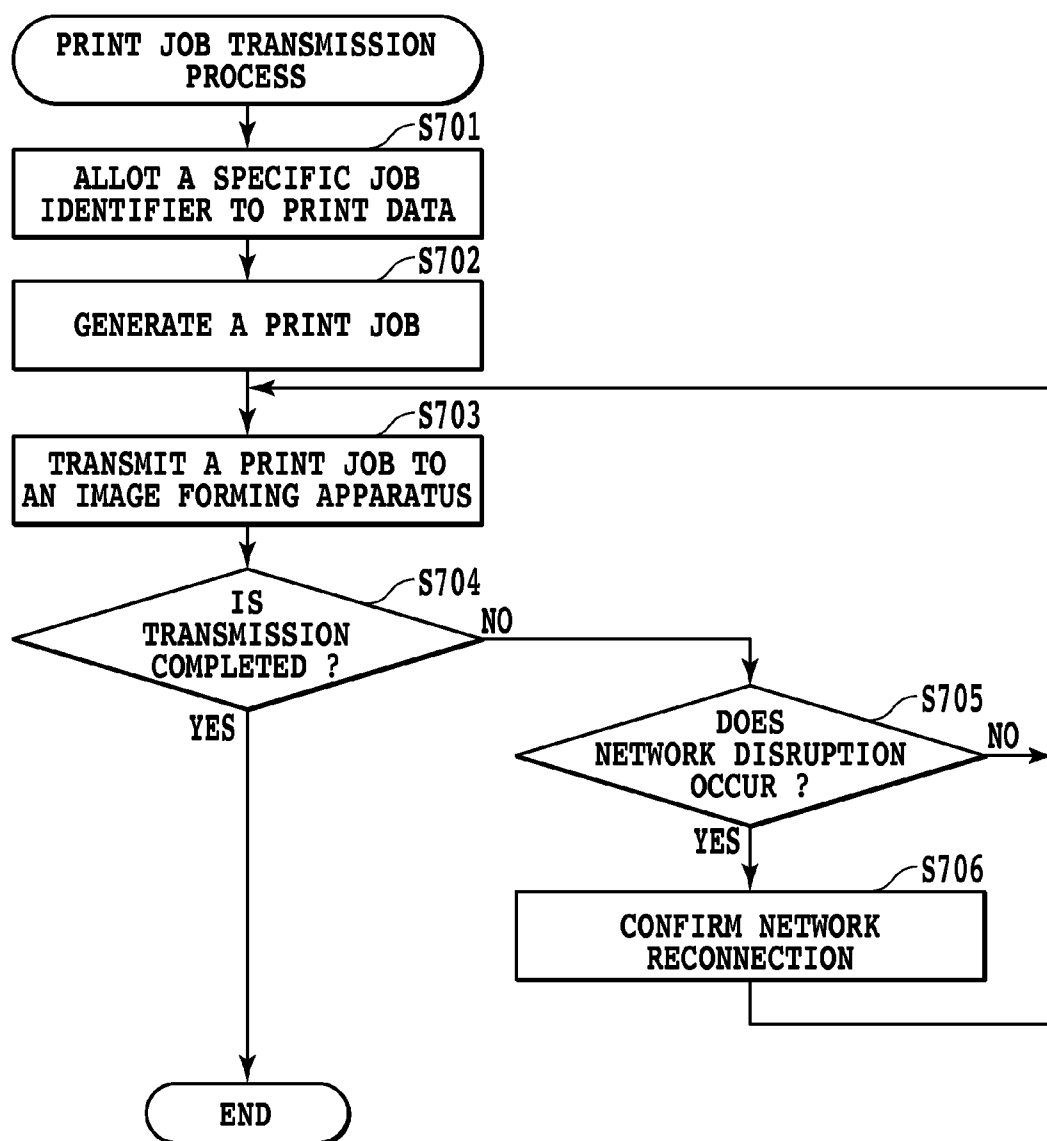 PRINT JOB TRANSMISSION
PROCESS
S701
ALLOT A SPECIFIC JOB
IDENTIFIER TO PRINT DATA
S702
GENERATE A PRINT JOB
S703
TRANSMIT A PRINT JOB TO
AN IMAGE FORMING APPARATUS
S704
IS
TRANSMISSION
COMPLETED ?
NO
YES
S705
DOES
NETWORK DISRUPTION
OCCUR ?
NO
YES
S706
CONFIRM NETWORK
RECONNECTION
END